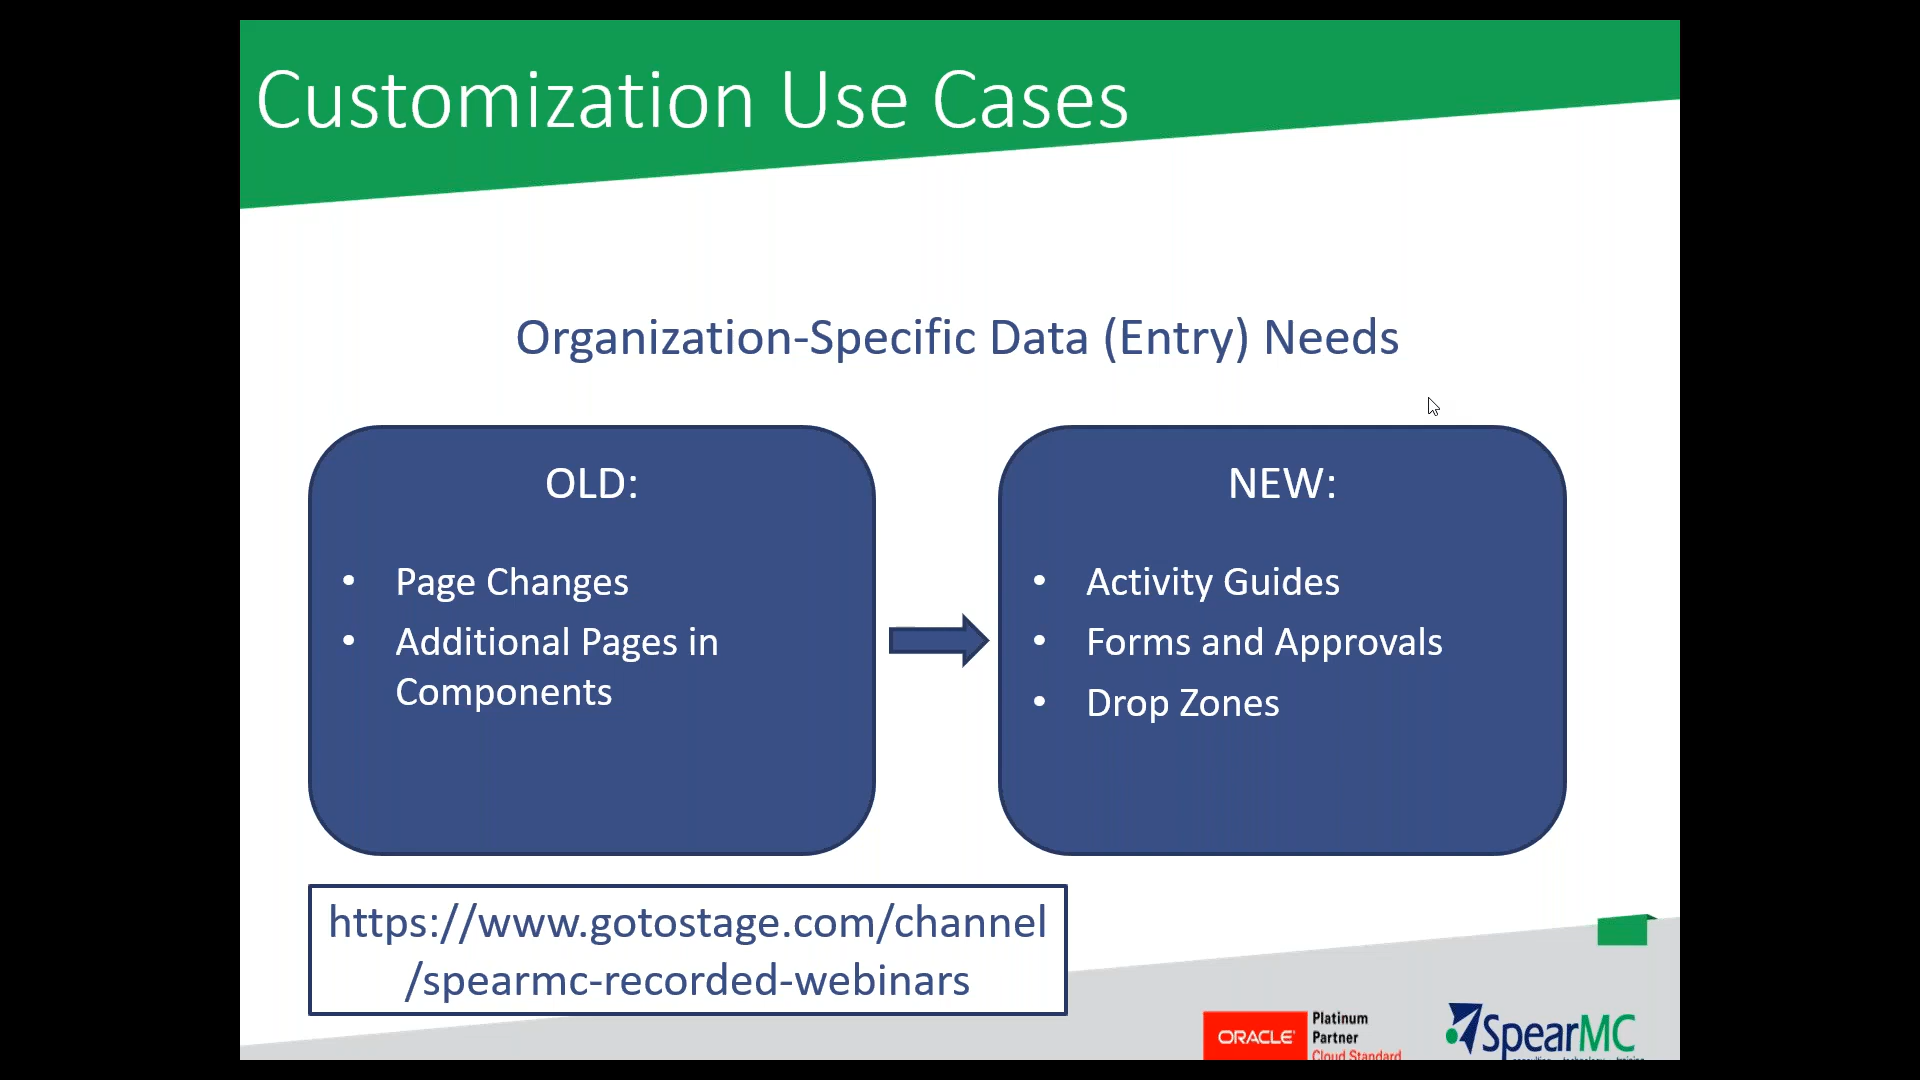 Customization Use Cases
Organization-Specific Data (Entry) Needs
OLD:
• Page Changes
• Additional Pages in
Components
NEW:
• Activity Guides
• Forms and Approvals
• Drop Zones
https://www.gotostage.com/channel
/spearmc-recorded-webinars
ORACLE
Platinum
Partner
Cloud Standard
SpearMC